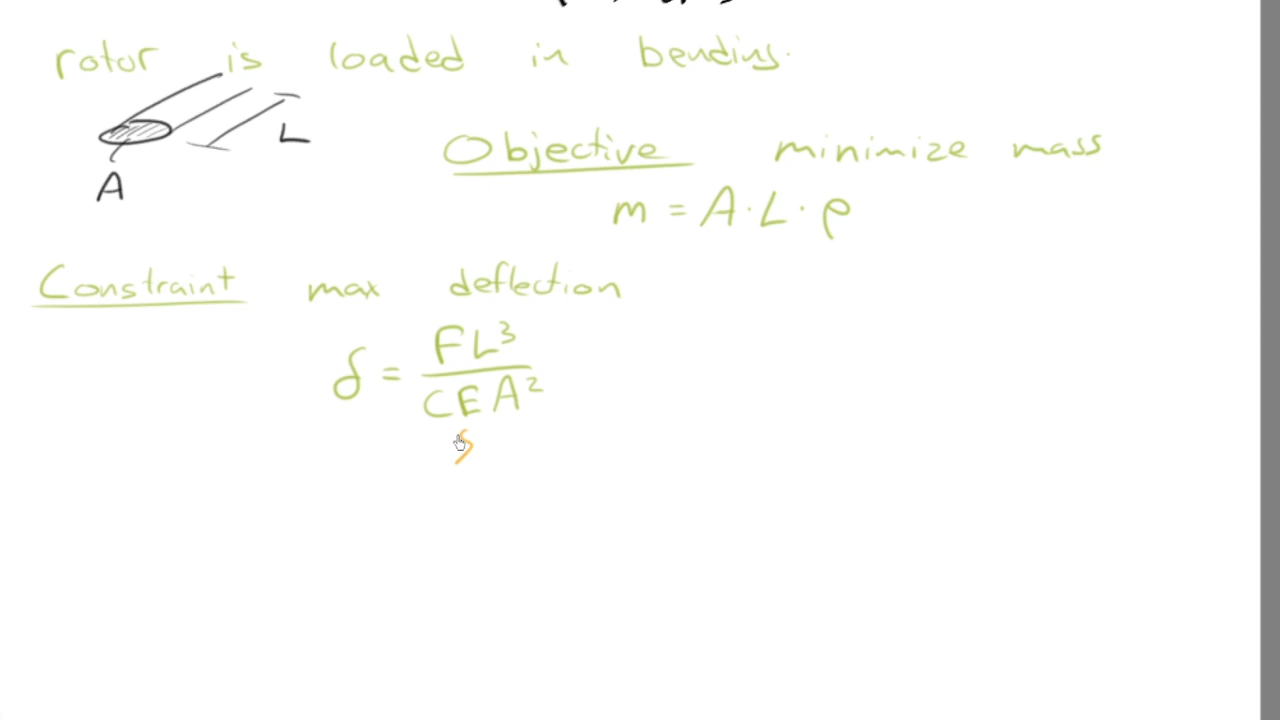 rotor is loaded in bending.
L
A
Objective minimize mass
m = A · L · ρ
Constraint max deflection
δ = FL³ / CEA²